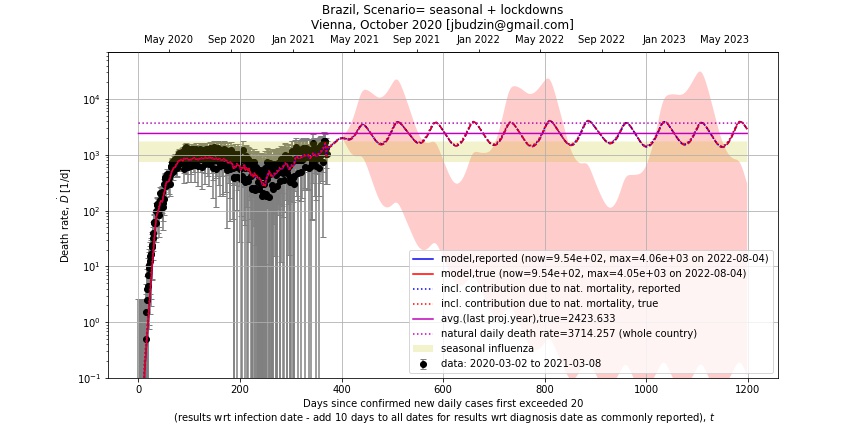 Brazil, Scenario= seasonal + lockdowns
Vienna, October 2020 [jbudzin@gmail.com]
May 2020 Sep 2020 Jan 2021 May 2021 Sep 2021 Jan 2022 May 2022 Sep 2022 Jan 2023 May 2023
Death rate, Ḋ [1/d]
10⁴
10³
10²
10¹
10⁰
10⁻¹
model,reported (now=9.54e+02, max=4.06e+03 on 2022-08-04)
model,true (now=9.54e+02, max=4.05e+03 on 2022-08-04)
incl. contribution due to nat. mortality, reported
incl. contribution due to nat. mortality, true
avg.(last proj.year),true=2423.633
natural daily death rate=3714.257 (whole country)
seasonal influenza
data: 2020-03-02 to 2021-03-08
0 200 400 600 800 1000 1200
Days since confirmed new daily cases first exceeded 20
(results wrt infection date - add 10 days to all dates for results wrt diagnosis date as commonly reported), t